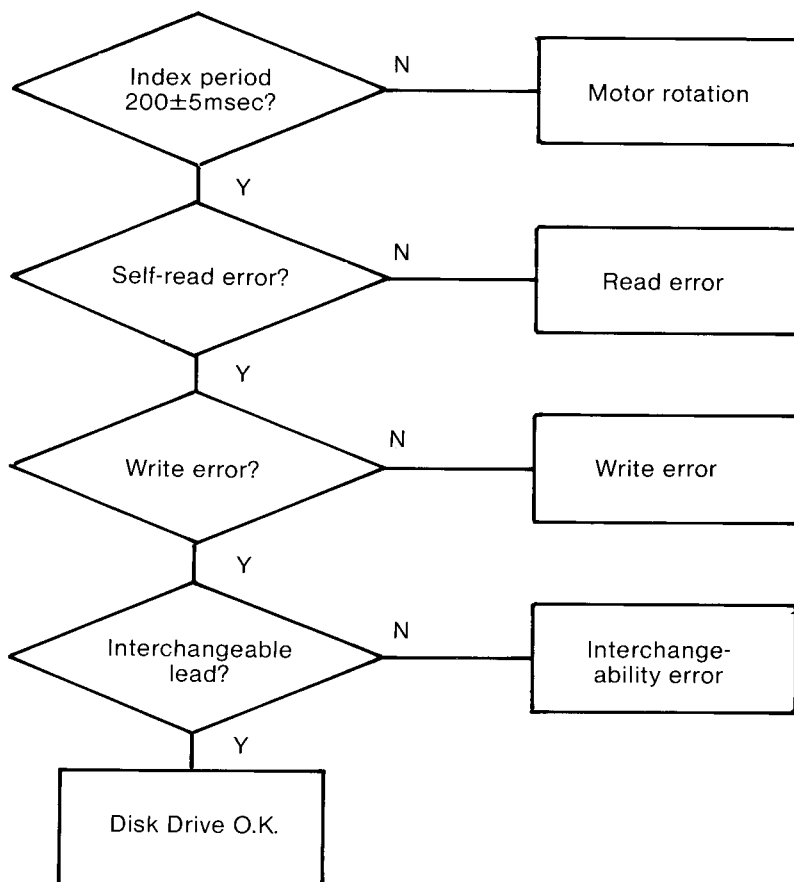 Index period
200±5msec?
N
Motor rotation
Y
Self-read error?
N
Read error
Y
Write error?
N
Write error
Y
Interchangeable
lead?
N
Interchange-
ability error
Y
Disk Drive O.K.